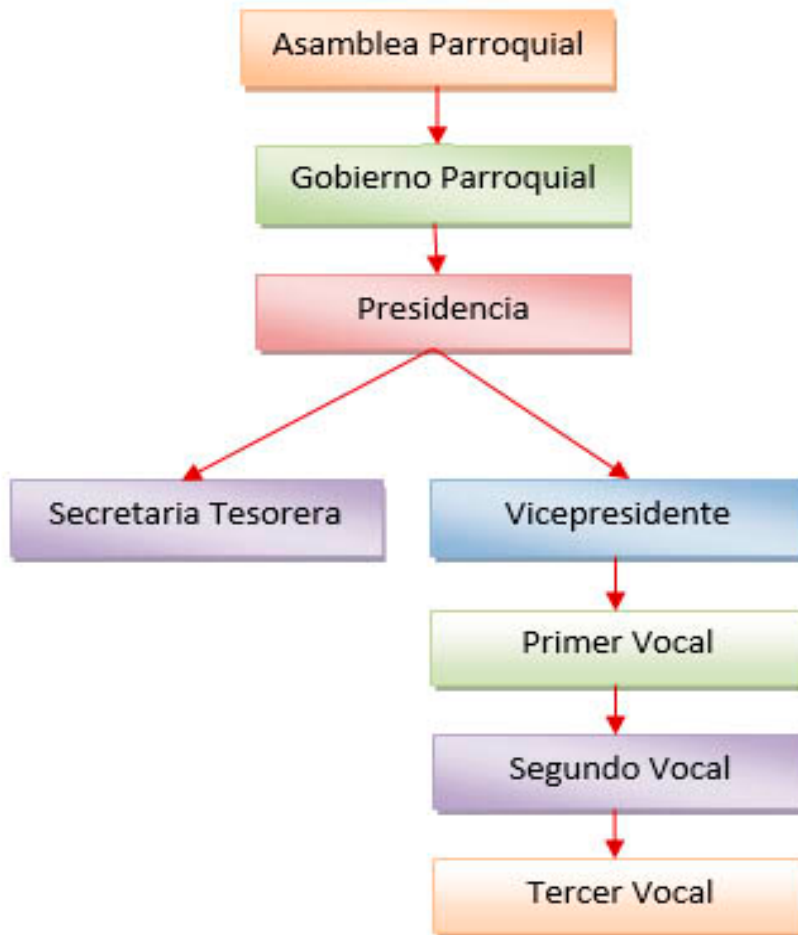 Asamblea Parroquial
Gobierno Parroquial
Presidencia
Secretaria Tesorera
Vicepresidente
Primer Vocal
Segundo Vocal
Tercer Vocal